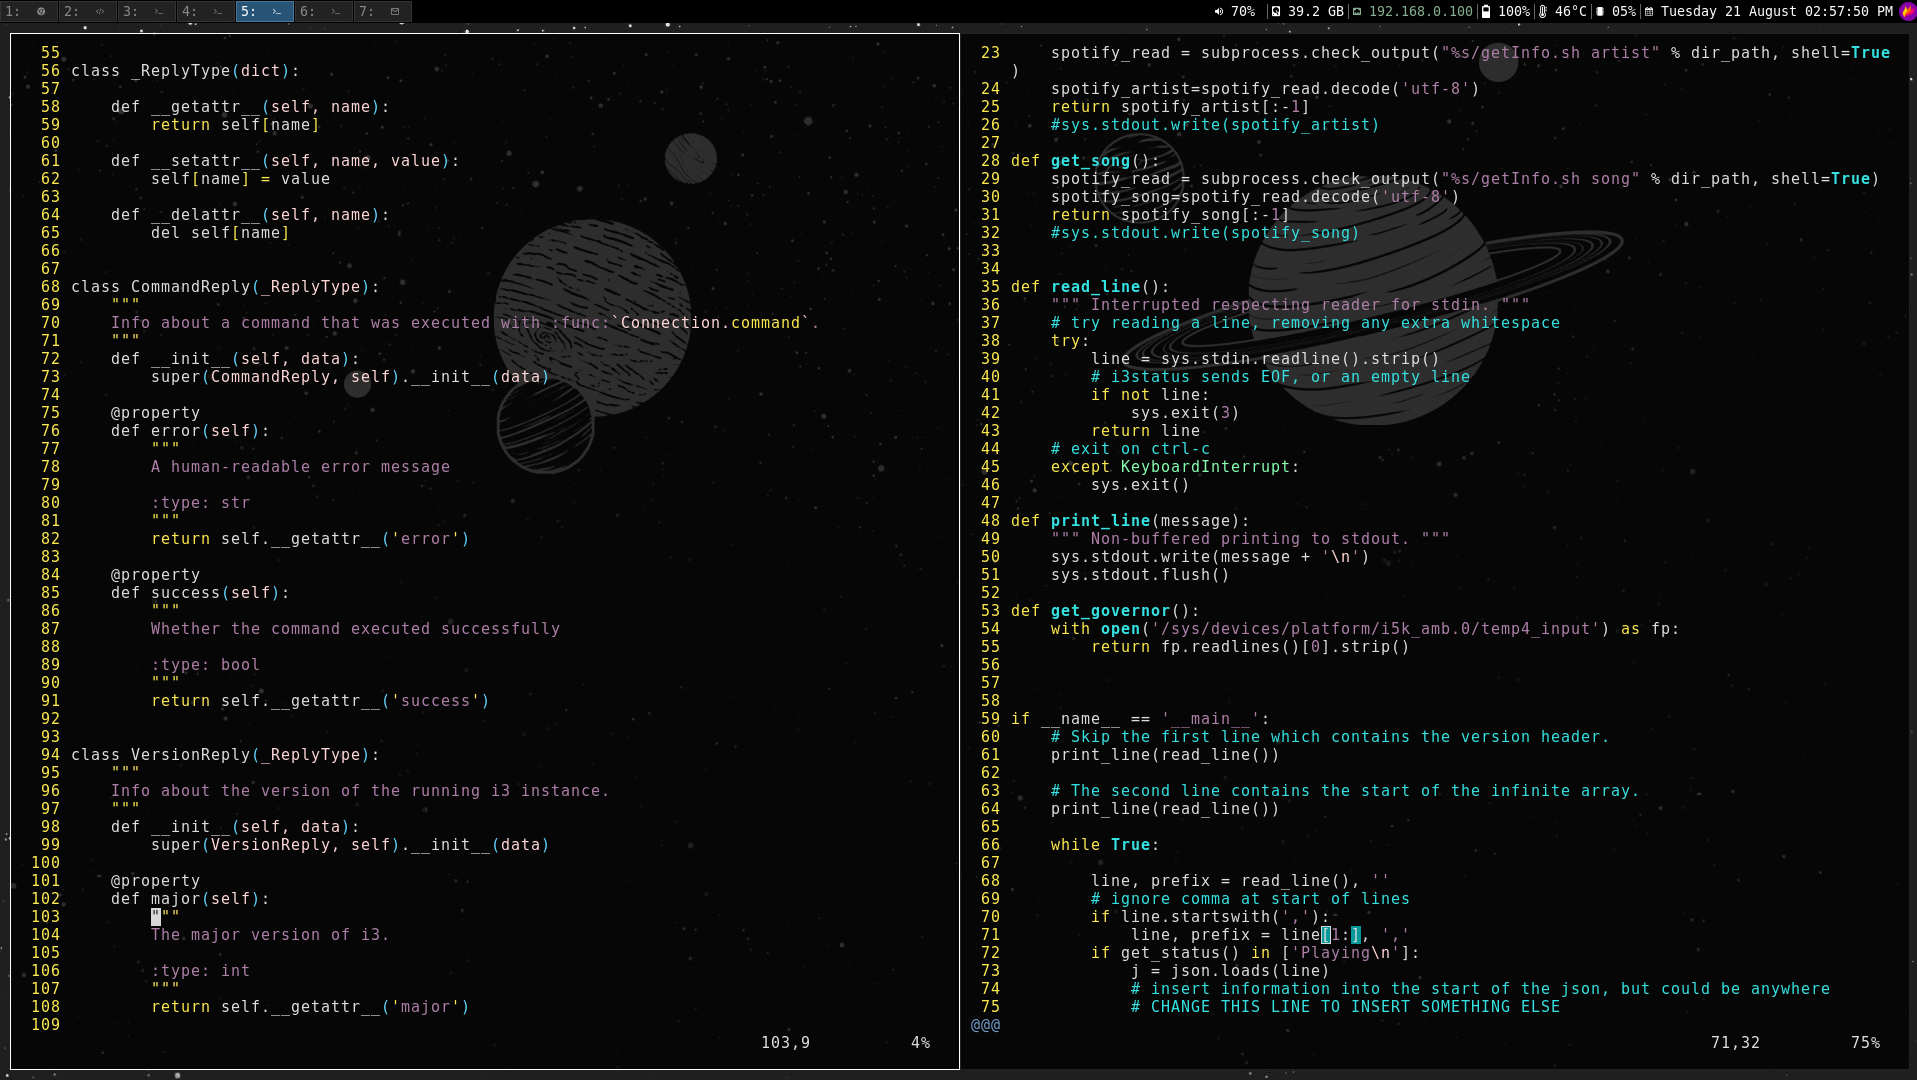 1: 2: 3: 4: 5: 6: 7: 70% 39.2 GB 192.168.0.100 100% 46°C 05% Tuesday 21 August 02:57:50 PM
55
56 class _ReplyType(dict):
57
58     def __getattr__(self, name):
59         return self[name]
60
61     def __setattr__(self, name, value):
62         self[name] = value
63
64     def __delattr__(self, name):
65         del self[name]
66
67
68 class CommandReply(_ReplyType):
69     """
70     Info about a command that was executed with :func:`Connection.command`.
71     """
72     def __init__(self, data):
73         super(CommandReply, self).__init__(data)
74
75     @property
76     def error(self):
77         """
78         A human-readable error message
79
80         :type: str
81         """
82         return self.__getattr__('error')
83
84     @property
85     def success(self):
86         """
87         Whether the command executed successfully
88
89         :type: bool
90         """
91         return self.__getattr__('success')
92
93
94 class VersionReply(_ReplyType):
95     """
96     Info about the version of the running i3 instance.
97     """
98     def __init__(self, data):
99         super(VersionReply, self).__init__(data)
100
101     @property
102     def major(self):
103         """
104         The major version of i3.
105
106         :type: int
107         """
108         return self.__getattr__('major')
109
103,9 4%
23     spotify_read = subprocess.check_output("%s/getInfo.sh artist" % dir_path, shell=True
)
24     spotify_artist=spotify_read.decode('utf-8')
25     return spotify_artist[:-1]
26     #sys.stdout.write(spotify_artist)
27
28 def get_song():
29     spotify_read = subprocess.check_output("%s/getInfo.sh song" % dir_path, shell=True)
30     spotify_song=spotify_read.decode('utf-8')
31     return spotify_song[:-1]
32     #sys.stdout.write(spotify_song)
33
34
35 def read_line():
36     """ Interrupted respecting reader for stdin. """
37     # try reading a line, removing any extra whitespace
38     try:
39         line = sys.stdin.readline().strip()
40         # i3status sends EOF, or an empty line
41         if not line:
42             sys.exit(3)
43         return line
44     # exit on ctrl-c
45     except KeyboardInterrupt:
46         sys.exit()
47
48 def print_line(message):
49     """ Non-buffered printing to stdout. """
50     sys.stdout.write(message + '\n')
51     sys.stdout.flush()
52
53 def get_governor():
54     with open('/sys/devices/platform/i5k_amb.0/temp4_input') as fp:
55         return fp.readlines()[0].strip()
56
57
58
59 if __name__ == '__main__':
60     # Skip the first line which contains the version header.
61     print_line(read_line())
62
63     # The second line contains the start of the infinite array.
64     print_line(read_line())
65
66     while True:
67
68         line, prefix = read_line(), ''
69         # ignore comma at start of lines
70         if line.startswith(','):
71             line, prefix = line[1:], ','
72         if get_status() in ['Playing\n']:
73             j = json.loads(line)
74             # insert information into the start of the json, but could be anywhere
75             # CHANGE THIS LINE TO INSERT SOMETHING ELSE
@@@
71,32 75%